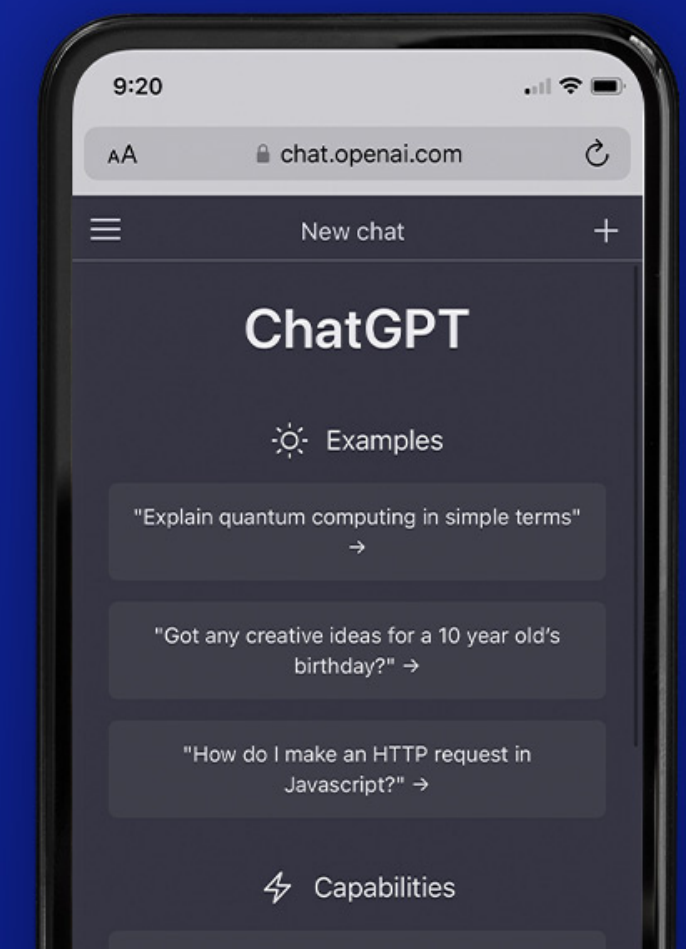 9:20
AA chat.openai.com
New chat
ChatGPT
Examples
"Explain quantum computing in simple terms"
→
"Got any creative ideas for a 10 year old’s
birthday?" →
"How do I make an HTTP request in
Javascript?" →
Capabilities